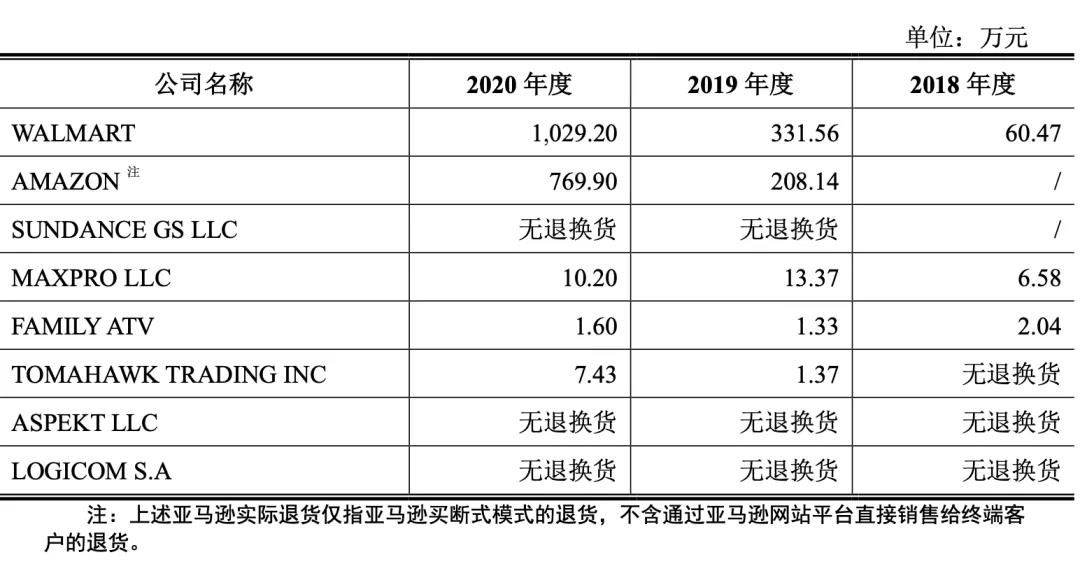 单位：万元
公司名称 2020 年度 2019 年度 2018 年度
WALMART 1,029.20 331.56 60.47
AMAZON 注 769.90 208.14 /
SUNDANCE GS LLC 无退换货 无退换货 /
MAXPRO LLC 10.20 13.37 6.58
FAMILY ATV 1.60 1.33 2.04
TOMAHAWK TRADING INC 7.43 1.37 无退换货
ASPEKT LLC 无退换货 无退换货 无退换货
LOGICOM S.A 无退换货 无退换货 无退换货
注：上述亚马逊实际退货仅指亚马逊买断式模式的退货，不含通过亚马逊网站平台直接销售给终端客
户的退货。